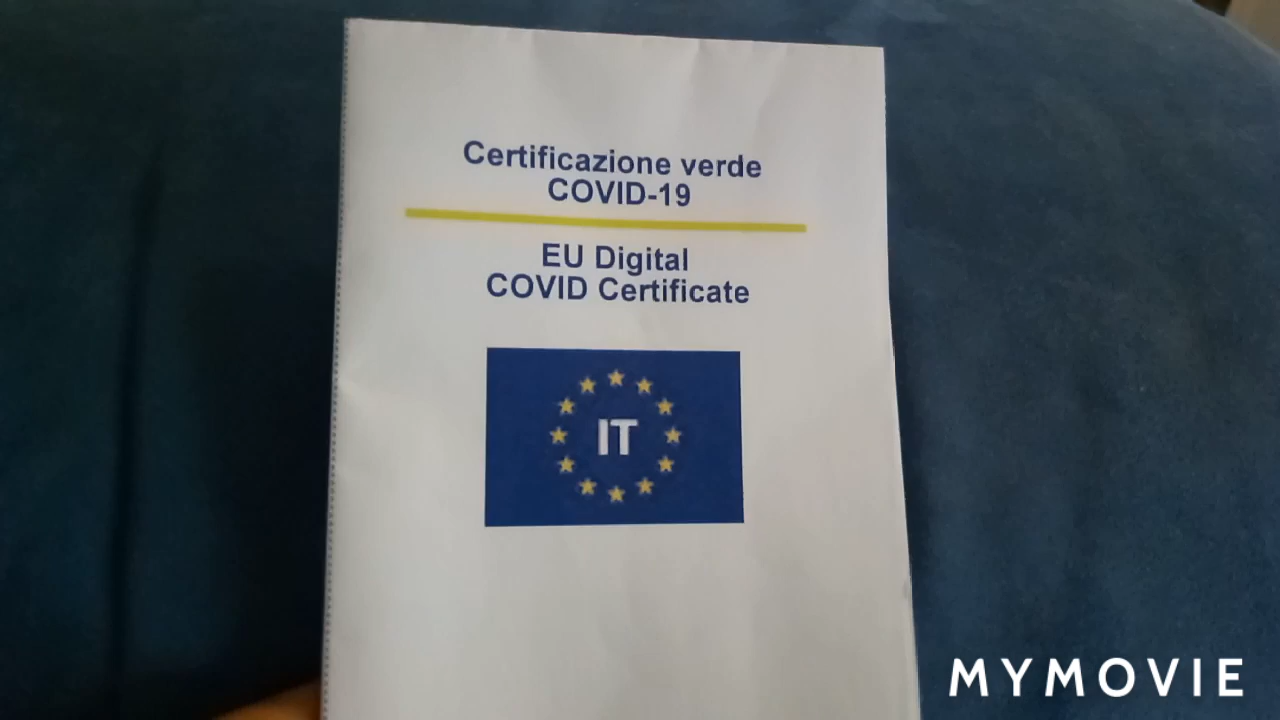 Certificazione verde
COVID-19
EU Digital
COVID Certificate
IT
MYMOVIE